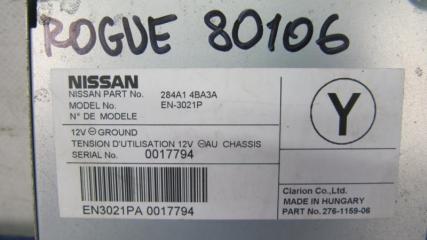 ROGUE 80106
NISSAN
NISSAN PART No. 284A1 4BA3A
MODEL No. EN-3021P
N° DE MODELE
12V ⊖ GROUND
TENSION D'UTILISATION 12V ⊖AU CHASSIS
SERIAL No. 0017794
EN3021PA 0017794
Y
Clarion Co.,Ltd.
MADE IN HUNGARY
PART No. 276-1159-06